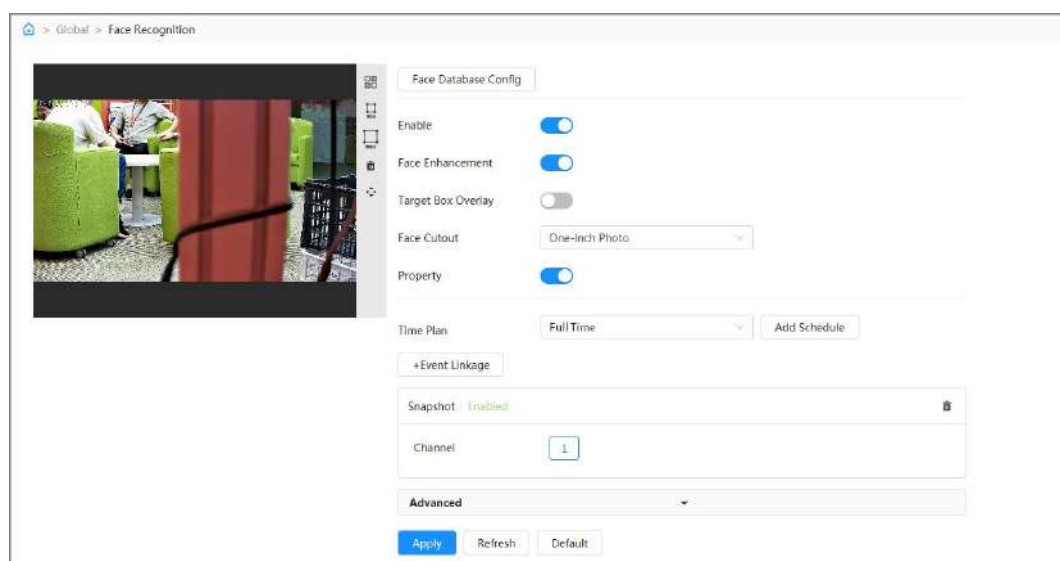 > Global > Face Recognition
Face Database Config
Enable
Face Enhancement
Target Box Overlay
Face Cutout One-Inch Photo
Property
Time Plan Full Time Add Schedule
+Event Linkage
Snapshot : Enabled
Channel 1
Advanced
Apply Refresh Default